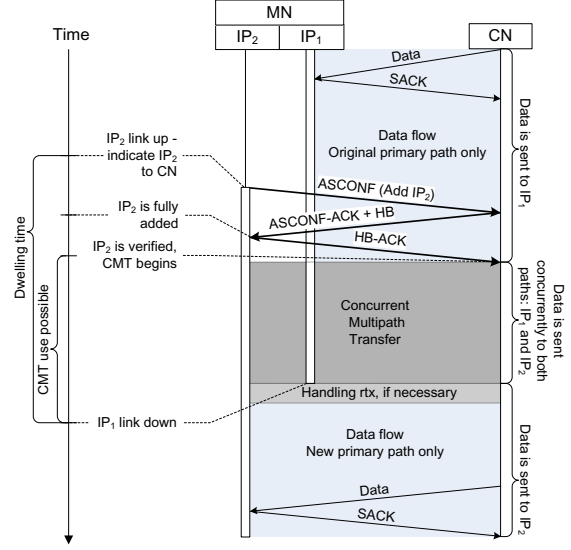 MN
Time
IP₂
IP₁
CN
Data
SACK
Data is sent to IP₁
Data flow
Original primary path only
IP₂ link up -
indicate IP₂
to CN
ASCONF (Add IP₂)
IP₂ is fully
added
ASCONF-ACK + HB
HB-ACK
IP₂ is verified,
CMT begins
Dwelling time
CMT use possible
Concurrent
Multipath
Transfer
Data is sent
concurrently to both
paths: IP₁ and IP₂
Handling rtx, if necessary
IP₁ link down
Data flow
New primary path only
Data is sent to IP₂
Data
SACK